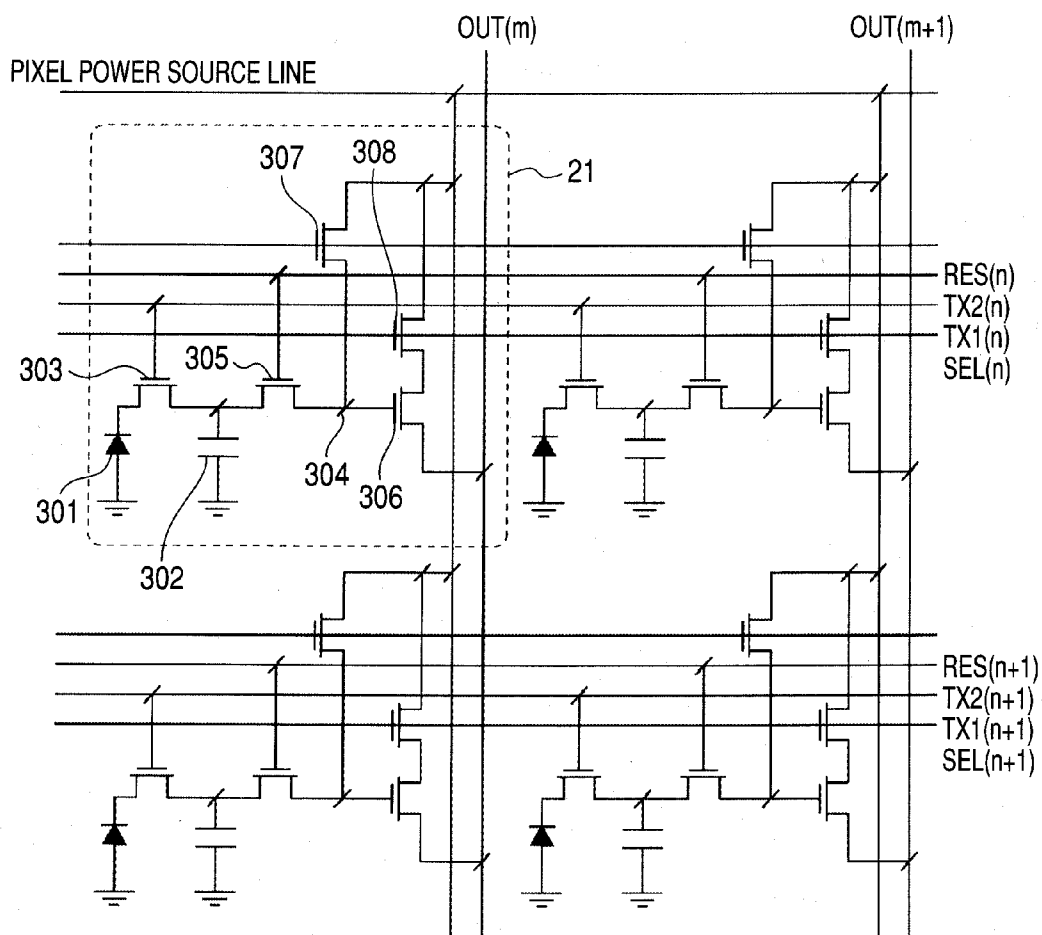 OUT(m)
OUT(m+1)
PIXEL POWER SOURCE LINE
307
308
21
RES(n)
TX2(n)
TX1(n)
SEL(n)
303
305
301
302
304
306
RES(n+1)
TX2(n+1)
TX1(n+1)
SEL(n+1)